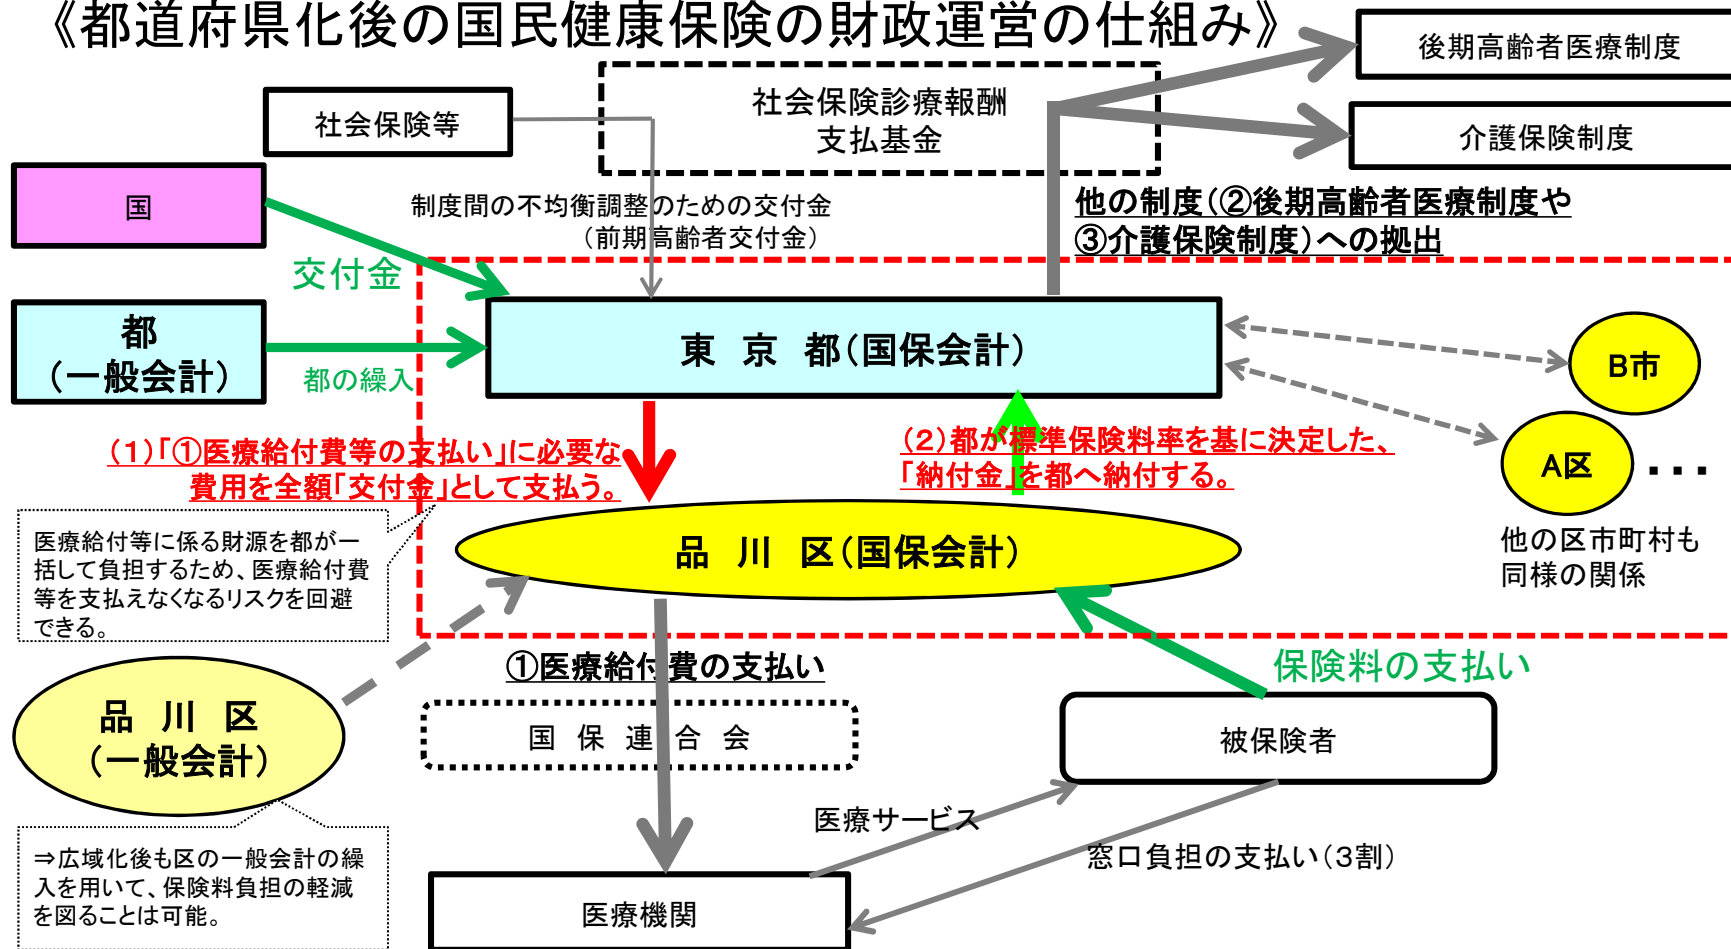 《都道府県化後の国民健康保険の財政運営の仕組み》
後期高齢者医療制度
社会保険診療報酬
支払基金
社会保険等
介護保険制度
国
制度間の不均衡調整のための交付金
（前期高齢者交付金）
他の制度（②後期高齢者医療制度や
③介護保険制度）への拠出
交付金
都
（一般会計）
都の繰入
東 京 都（国保会計）
B市
A区
・・・
他の区市町村も
同様の関係
（１）「①医療給付費等の支払い」に必要な
費用を全額「交付金」として支払う。
（２）都が標準保険料率を基に決定した、
「納付金」を都へ納付する。
医療給付等に係る財源を都が一
括して負担するため、医療給付費
等を支払えなくなるリスクを回避
できる。
品 川 区（国保会計）
①医療給付費の支払い
保険料の支払い
品 川 区
（一般会計）
国 保 連 合 会
被保険者
医療サービス
窓口負担の支払い（３割）
⇒広域化後も区の一般会計の繰
入を用いて、保険料負担の軽減
を図ることは可能。
医療機関